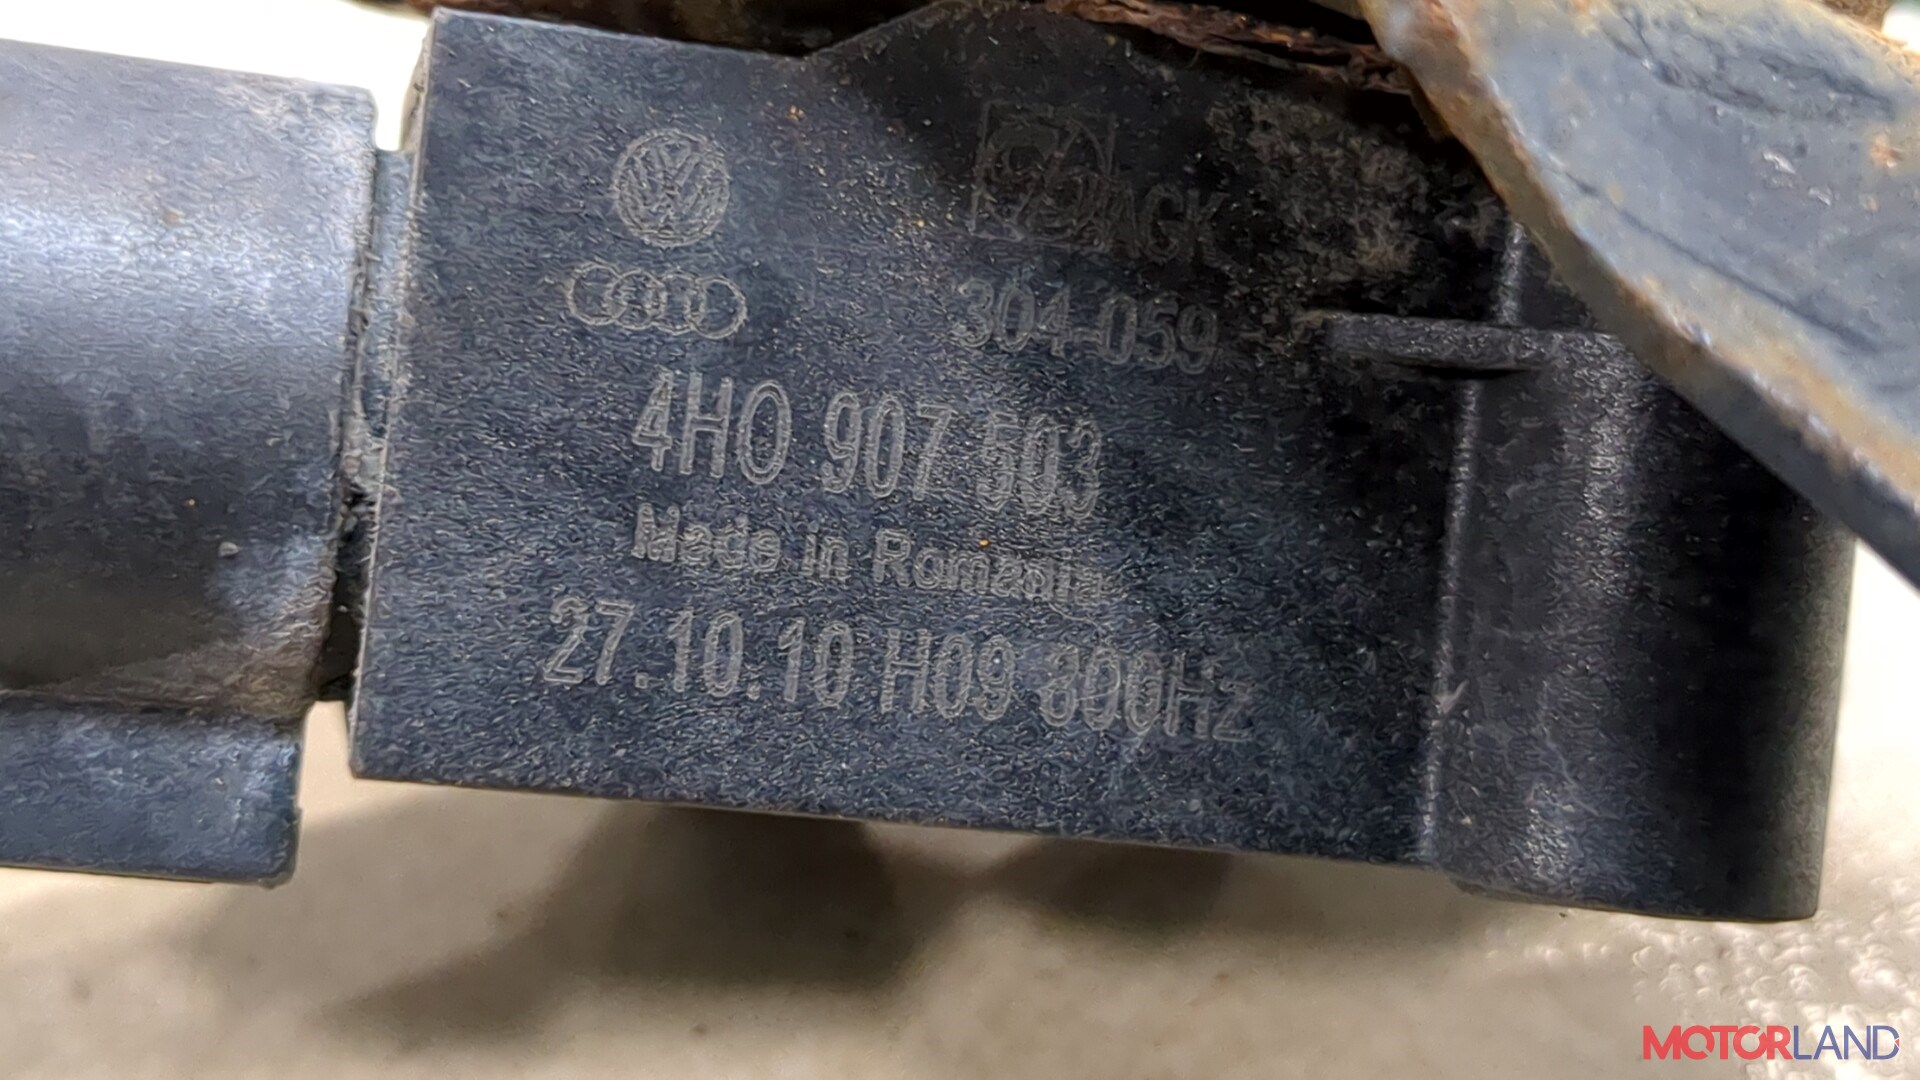 AGK
304-059
4H0 907 503
Made in Romania
27.10.10 H09 800Hz
MOTORLAND